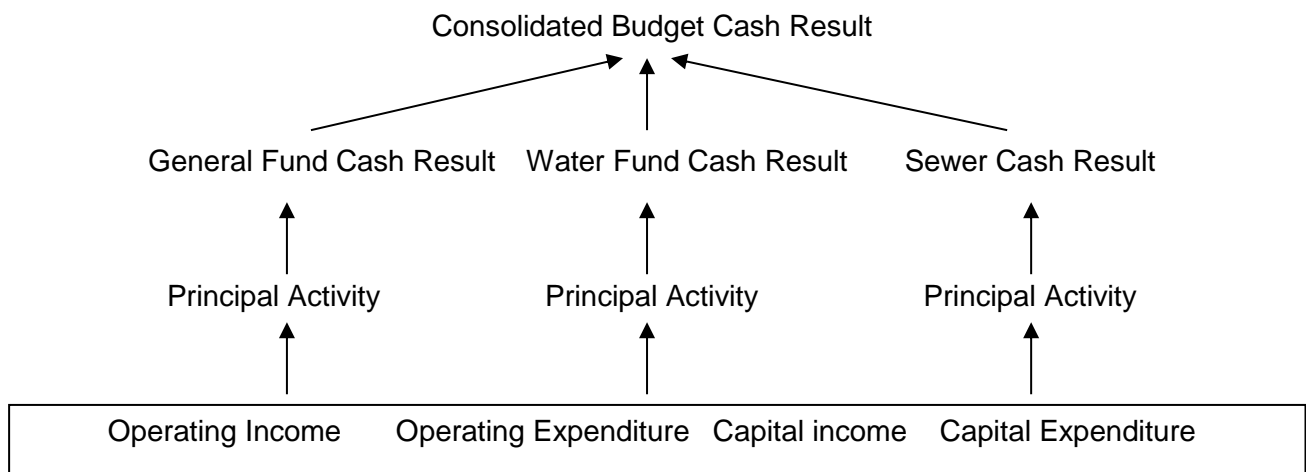 Consolidated Budget Cash Result
General Fund Cash Result Water Fund Cash Result Sewer Cash Result
Principal Activity Principal Activity Principal Activity
Operating Income Operating Expenditure Capital income Capital Expenditure